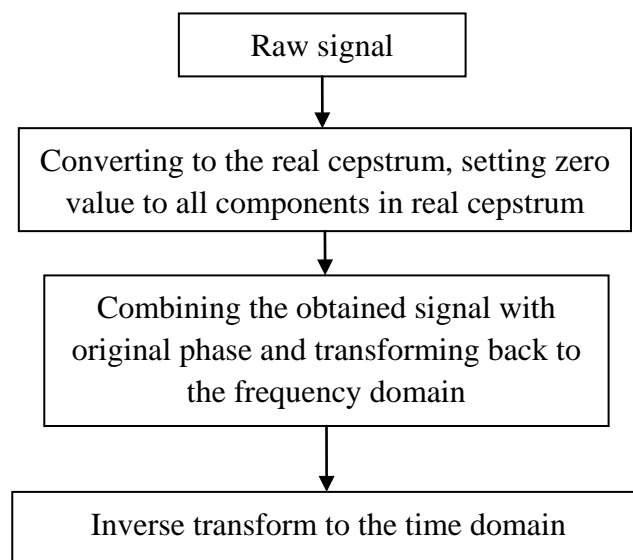 Raw signal
Converting to the real cepstrum, setting zero
value to all components in real cepstrum
Combining the obtained signal with
original phase and transforming back to
the frequency domain
Inverse transform to the time domain